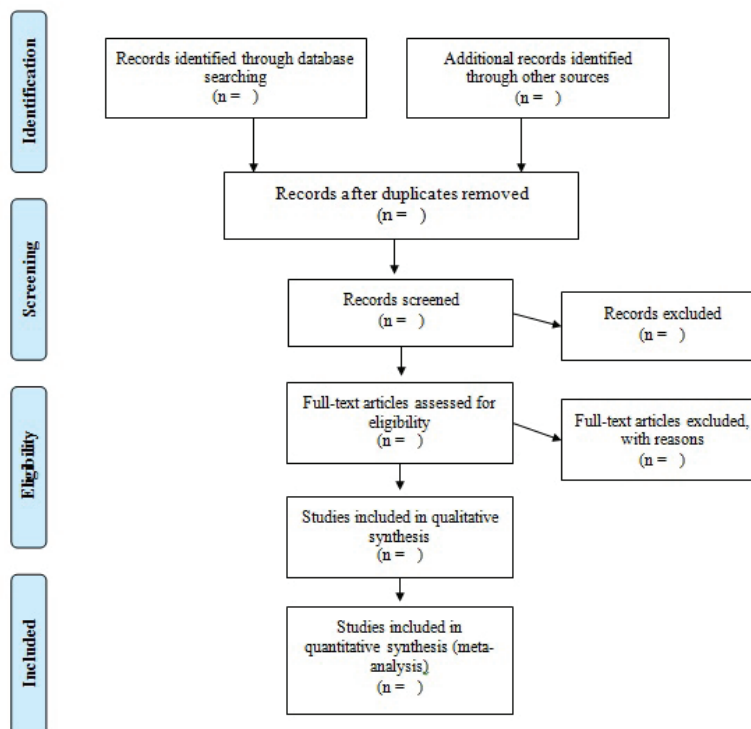 Identification
Records identified through database
searching
(n =   )
Additional records identified
through other sources
(n =   )
Records after duplicates removed
(n =   )
Screening
Records screened
(n =   )
Records excluded
(n =   )
Eligibility
Full-text articles assessed for
eligibility
(n =   )
Full-text articles excluded,
with reasons
(n =   )
Studies included in qualitative
synthesis
(n =   )
Included
Studies included in
quantitative synthesis (meta-
analysis)
(n =   )